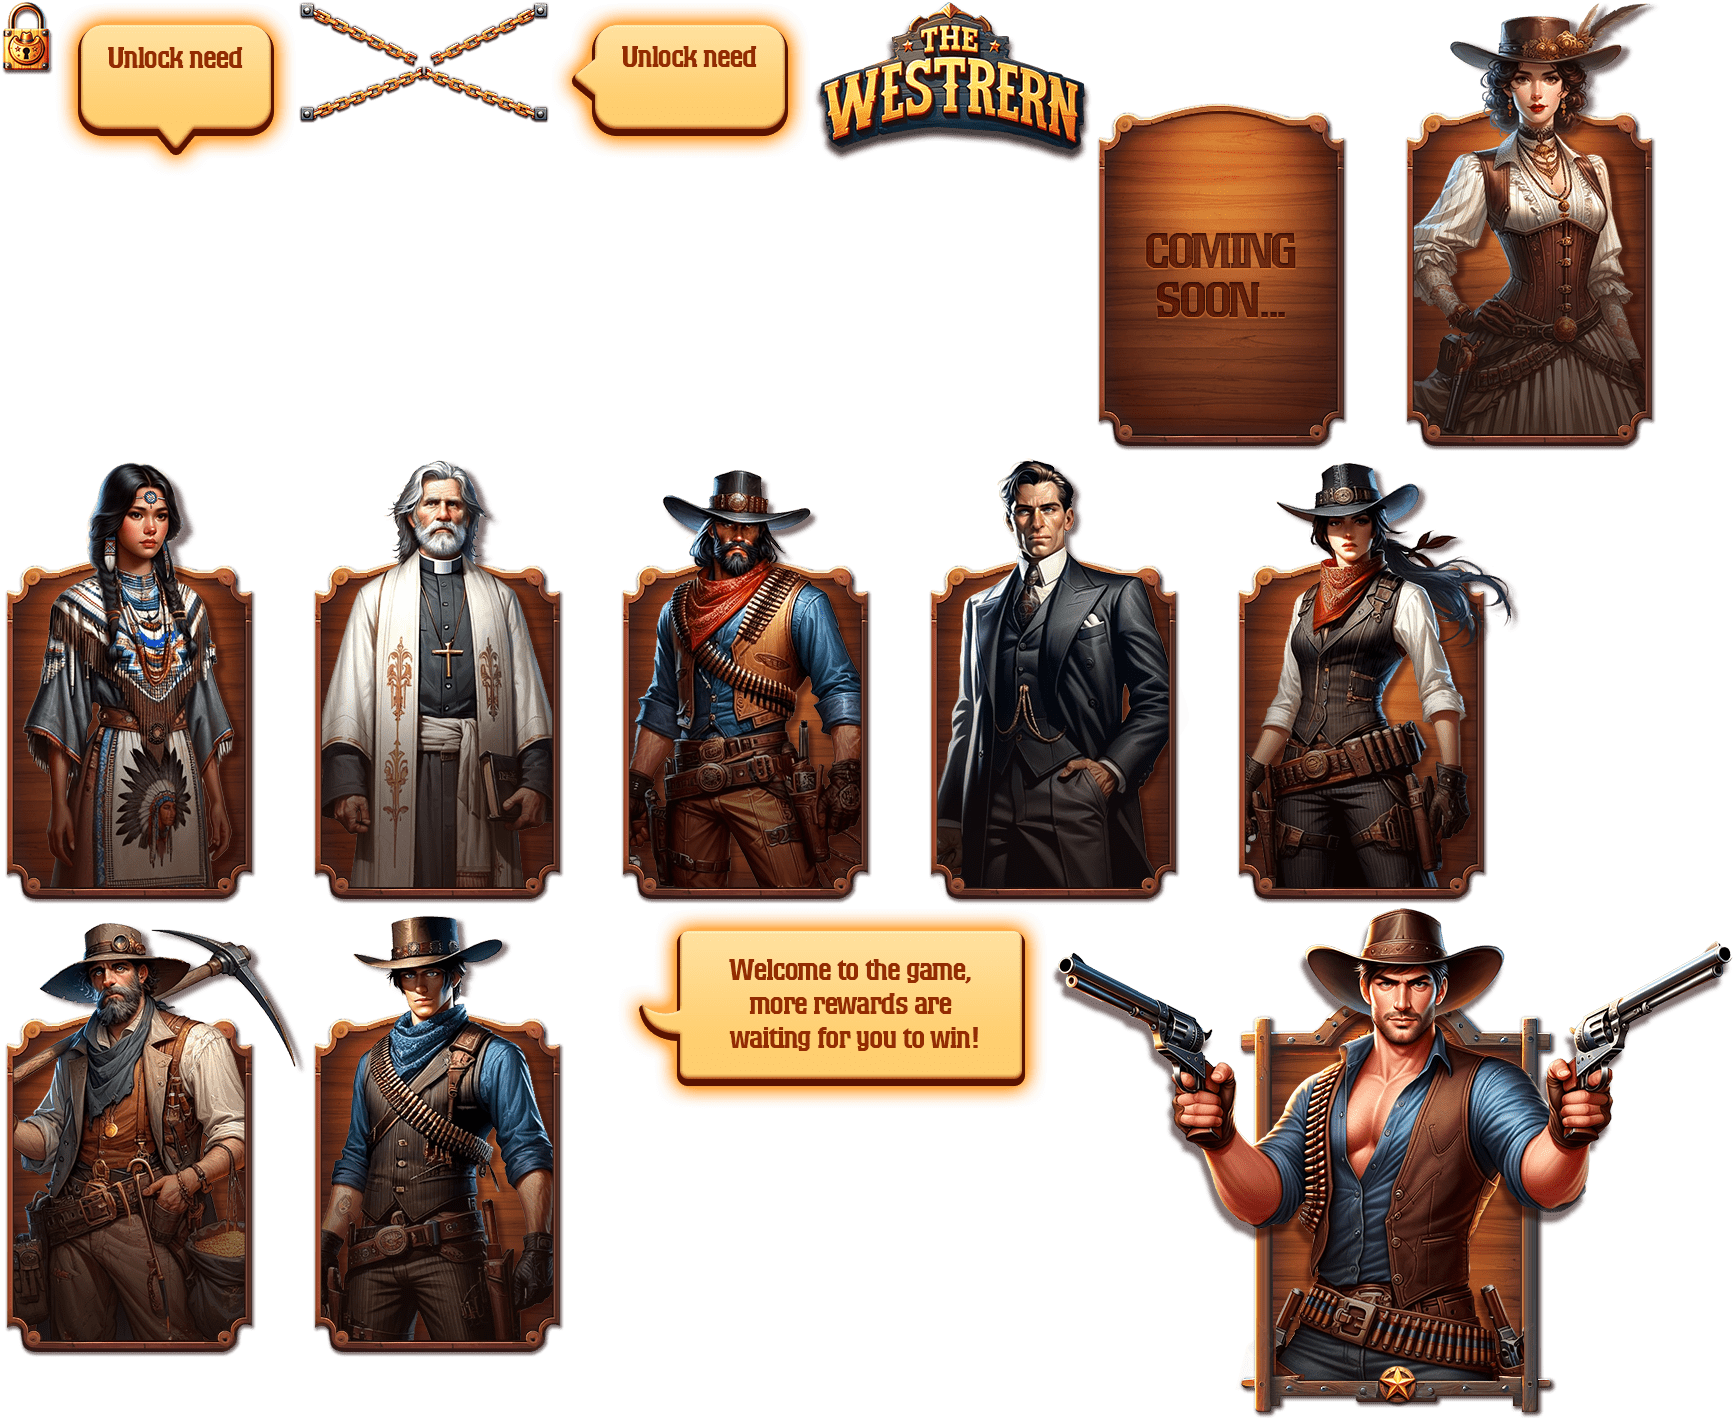 Unlock need
Unlock need
THE
WESTRERN
COMING
SOON...
Welcome to the game,
more rewards are
waiting for you to win!